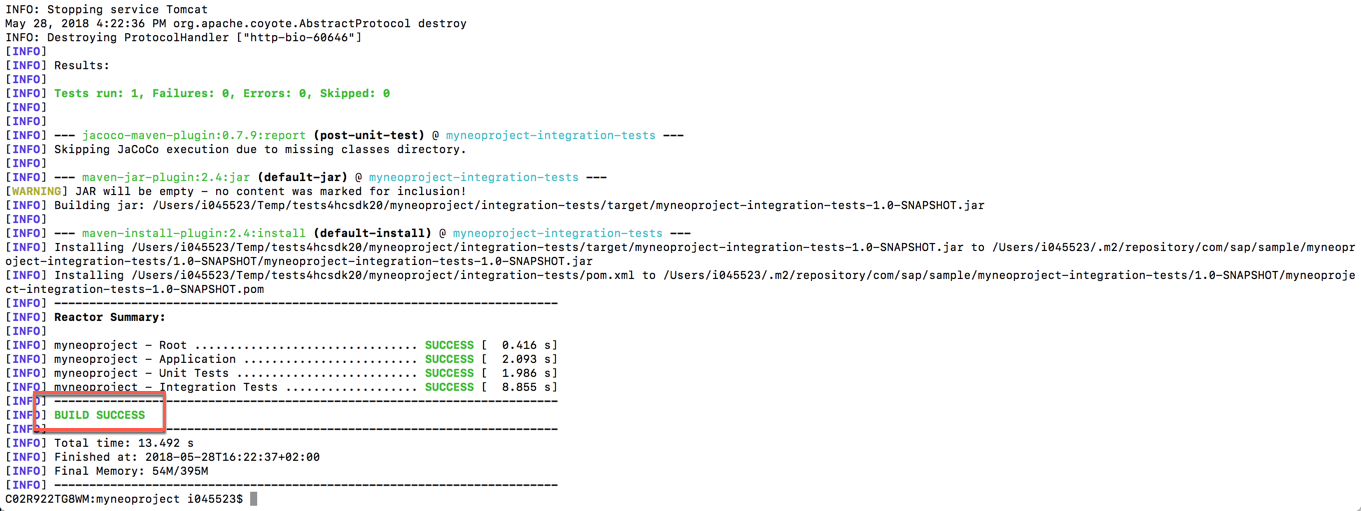 INFO: Stopping service Tomcat
May 28, 2018 4:22:36 PM org.apache.coyote.AbstractProtocol destroy
INFO: Destroying ProtocolHandler ["http-bio-60646"]
[INFO]
[INFO] Results:
[INFO]
[INFO] Tests run: 1, Failures: 0, Errors: 0, Skipped: 0
[INFO]
[INFO]
[INFO] --- jacoco-maven-plugin:0.7.9:report (post-unit-test) @ myneoproject-integration-tests ---
[INFO] Skipping JaCoCo execution due to missing classes directory.
[INFO]
[INFO] --- maven-jar-plugin:2.4:jar (default-jar) @ myneoproject-integration-tests ---
[WARNING] JAR will be empty - no content was marked for inclusion!
[INFO] Building jar: /Users/i045523/Temp/tests4hcsdk20/myneoproject/integration-tests/target/myneoproject-integration-tests-1.0-SNAPSHOT.jar
[INFO]
[INFO] --- maven-install-plugin:2.4:install (default-install) @ myneoproject-integration-tests ---
[INFO] Installing /Users/i045523/Temp/tests4hcsdk20/myneoproject/integration-tests/target/myneoproject-integration-tests-1.0-SNAPSHOT.jar to /Users/i045523/.m2/repository/com/sap/sample/myneopro
ject-integration-tests/1.0-SNAPSHOT/myneoproject-integration-tests-1.0-SNAPSHOT.jar
[INFO] Installing /Users/i045523/Temp/tests4hcsdk20/myneoproject/integration-tests/pom.xml to /Users/i045523/.m2/repository/com/sap/sample/myneoproject-integration-tests/1.0-SNAPSHOT/myneoproje
ct-integration-tests-1.0-SNAPSHOT.pom
[INFO] ------------------------------------------------------------------------
[INFO] Reactor Summary:
[INFO]
[INFO] myneoproject - Root ................................ SUCCESS [  0.416 s]
[INFO] myneoproject - Application ......................... SUCCESS [  2.093 s]
[INFO] myneoproject - Unit Tests .......................... SUCCESS [  1.986 s]
[INFO] myneoproject - Integration Tests ................... SUCCESS [  8.855 s]
[INFO] ------------------------------------------------------------------------
[INFO] BUILD SUCCESS
[INFO] ------------------------------------------------------------------------
[INFO] Total time: 13.492 s
[INFO] Finished at: 2018-05-28T16:22:37+02:00
[INFO] Final Memory: 54M/395M
[INFO] ------------------------------------------------------------------------
C02R922TG8WM:myneoproject i045523$